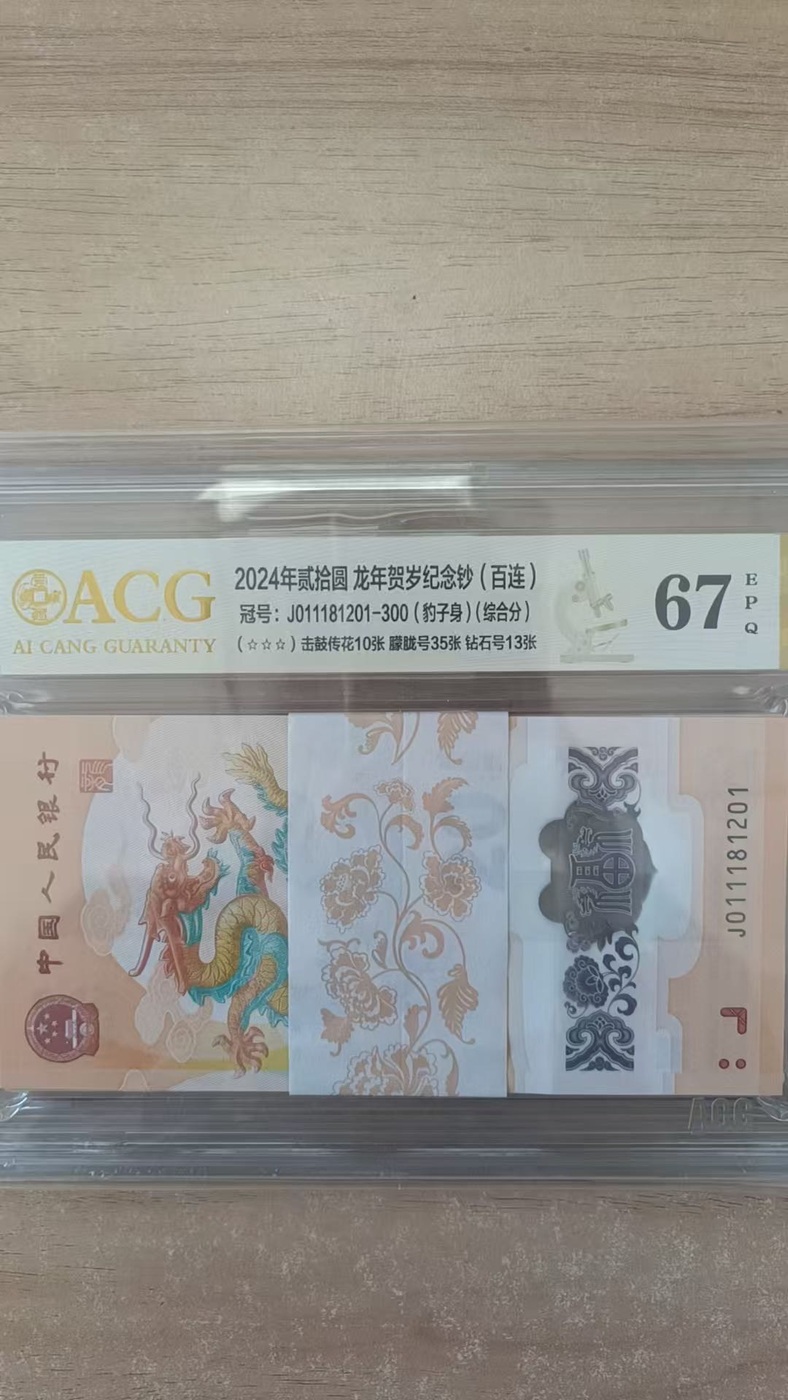 ACG
AI CANG GUARANTY
2024年贰拾圆 龙年贺岁纪念钞（百连）
冠号：J011181201-300（豹子身）（综合分）
（☆☆☆）击鼓传花10张 朦胧号35张 钻石号13张
67
EPQ
中国人民银行
福
J011181201
ACG